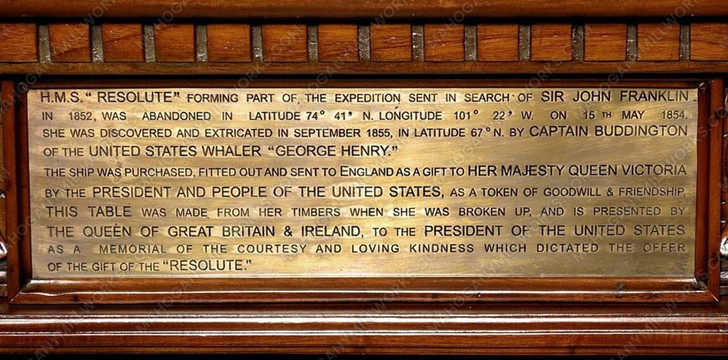 H.M.S. “RESOLUTE” FORMING PART OF, THE EXPEDITION SENT IN SEARCH OF SIR JOHN FRANKLIN
IN 1852, WAS ABANDONED IN LATITUDE 74° 41' N. LONGITUDE 101° 22' W. ON 15 TH MAY 1854.
SHE WAS DISCOVERED AND EXTRICATED IN SEPTEMBER 1855, IN LATITUDE 67° N. BY CAPTAIN BUDDINGTON
OF THE UNITED STATES WHALER “GEORGE HENRY.”
THE SHIP WAS PURCHASED, FITTED OUT AND SENT TO ENGLAND AS A GIFT TO HER MAJESTY QUEEN VICTORIA
BY THE PRESIDENT AND PEOPLE OF THE UNITED STATES, AS A TOKEN OF GOODWILL & FRIENDSHIP.
THIS TABLE WAS MADE FROM HER TIMBERS WHEN SHE WAS BROKEN UP, AND IS PRESENTED BY
THE QUEEN OF GREAT BRITAIN & IRELAND, TO THE PRESIDENT OF THE UNITED STATES
AS A MEMORIAL OF THE COURTESY AND LOVING KINDNESS WHICH DICTATED THE OFFER
OF THE GIFT OF THE “RESOLUTE.”